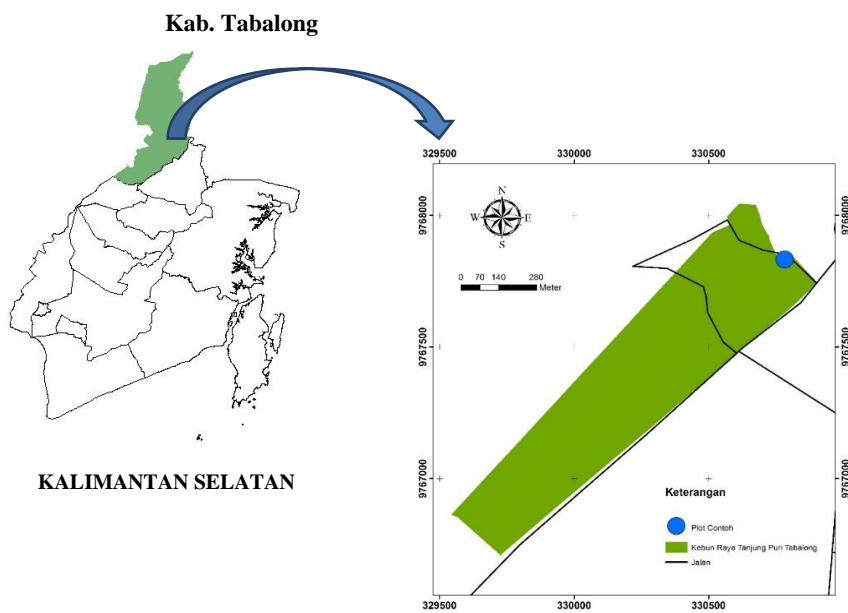 Kab. Tabalong
KALIMANTAN SELATAN
329500 330000 330500
N
W E
S
0 70 140 280
Meter
9768000 9768000
9767500 9767500
9767000 9767000
Keterangan
Plot Contoh
Kebun Raya Tanjung Puri Tabalong
Jalan
329500 330000 330500